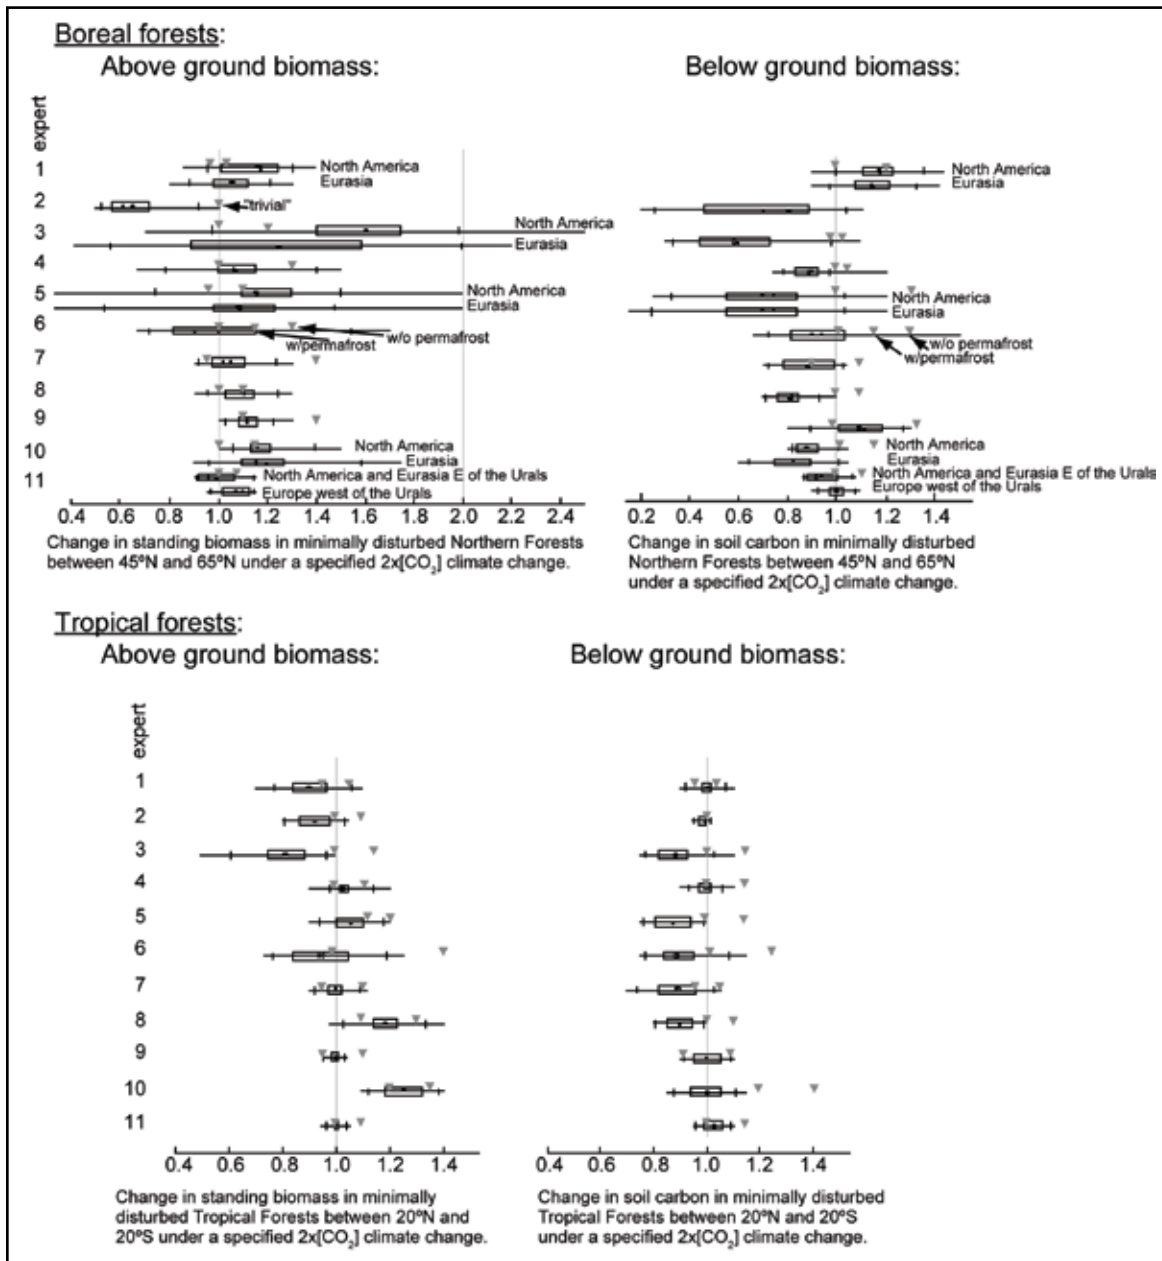 Boreal forests:
Above ground biomass:
Below ground biomass:
expert
1
North America
Eurasia
North America
Eurasia
2
"trivial"
3
North America
Eurasia
4
5
North America
Eurasia
North America
Eurasia
6
w/o permafrost
w/permafrost
w/o permafrost
w/permafrost
7
8
9
10
North America
Eurasia
North America
Eurasia
11
North America and Eurasia E of the Urals
Europe west of the Urals
North America and Eurasia E of the Urals
Europe west of the Urals
0.4 0.6 0.8 1.0 1.2 1.4 1.6 1.8 2.0 2.2 2.4
0.2 0.4 0.6 0.8 1.0 1.2 1.4
Change in standing biomass in minimally disturbed Northern Forests
between 45ºN and 65ºN under a specified 2x[CO₂] climate change.
Change in soil carbon in minimally disturbed
Northern Forests between 45ºN and 65ºN
under a specified 2x[CO₂] climate change.
Tropical forests:
Above ground biomass:
Below ground biomass:
expert
1
2
3
4
5
6
7
8
9
10
11
0.4 0.6 0.8 1.0 1.2 1.4
0.4 0.6 0.8 1.0 1.2 1.4
Change in standing biomass in minimally
disturbed Tropical Forests between 20ºN and
20ºS under a specified 2x[CO₂] climate change.
Change in soil carbon in minimally disturbed
Tropical Forests between 20ºN and 20ºS
under a specified 2x[CO₂] climate change.